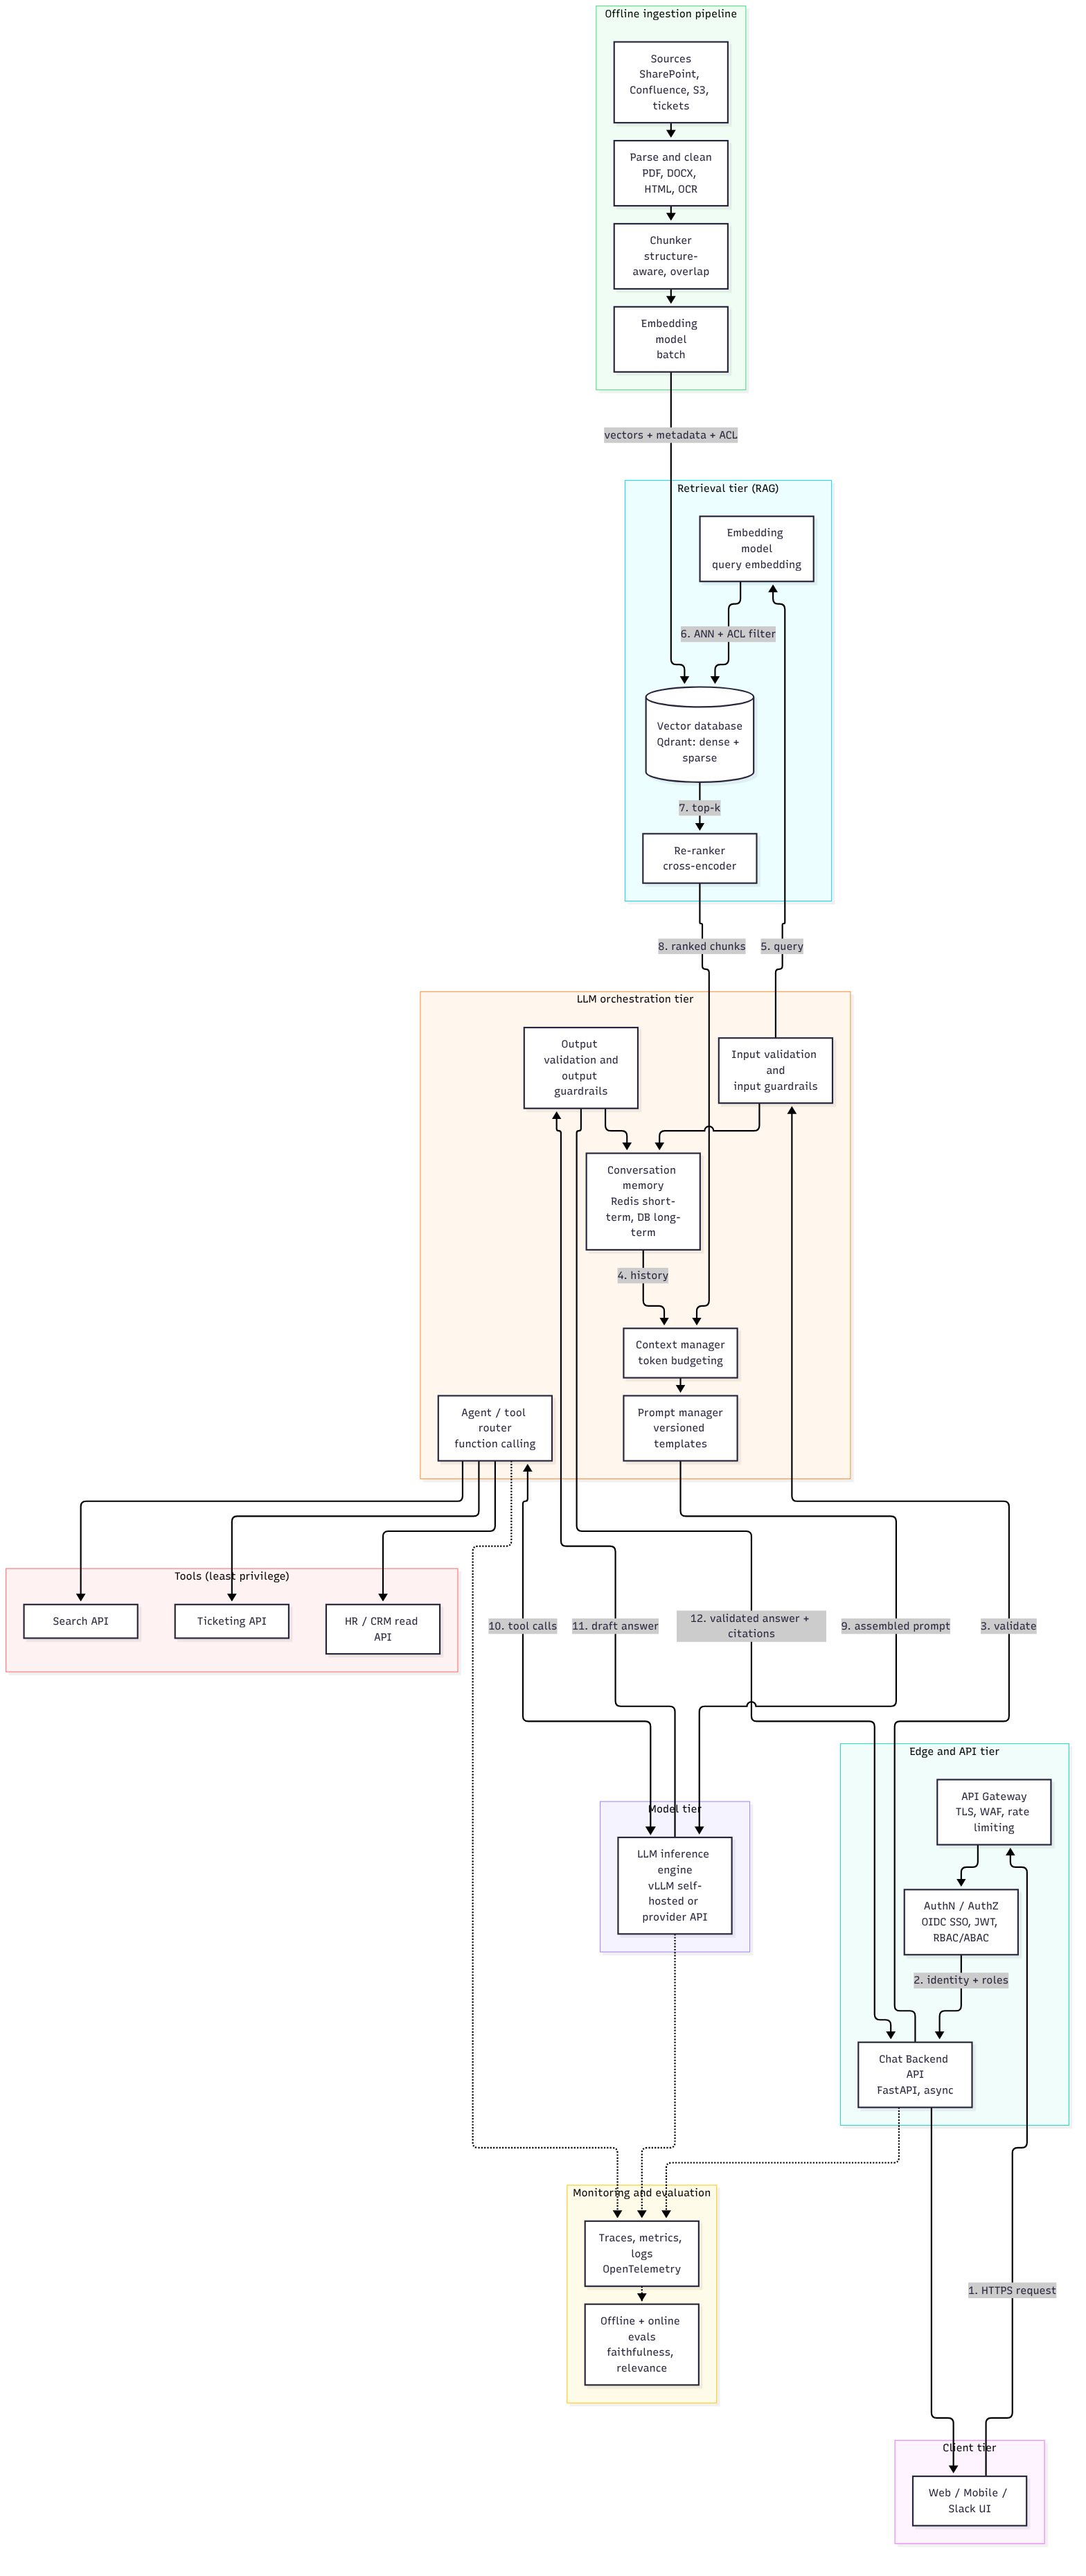 Offline ingestion pipeline
Sources
SharePoint,
Confluence, S3,
tickets
Parse and clean
PDF, DOCX,
HTML, OCR
Chunker
structure-
aware, overlap
Embedding
model
batch
vectors + metadata + ACL
Retrieval tier (RAG)
Embedding
model
query embedding
6. ANN + ACL filter
Vector database
Qdrant: dense +
sparse
7. top-k
Re-ranker
cross-encoder
8. ranked chunks
5. query
LLM orchestration tier
Output
validation and
output
guardrails
Input validation
and
input guardrails
Conversation
memory
Redis short-
term, DB long-
term
4. history
Context manager
token budgeting
Agent / tool
router
function calling
Prompt manager
versioned
templates
Tools (least privilege)
Search API
Ticketing API
HR / CRM read
API
10. tool calls
11. draft answer
12. validated answer +
citations
9. assembled prompt
3. validate
Edge and API tier
API Gateway
TLS, WAF, rate
limiting
Model tier
LLM inference
engine
vLLM self-
hosted or
provider API
AuthN / AuthZ
OIDC SSO, JWT,
RBAC/ABAC
2. identity + roles
Chat Backend
API
FastAPI, async
Monitoring and evaluation
Traces, metrics,
logs
OpenTelemetry
Offline + online
evals
faithfulness,
relevance
1. HTTPS request
Client tier
Web / Mobile /
Slack UI